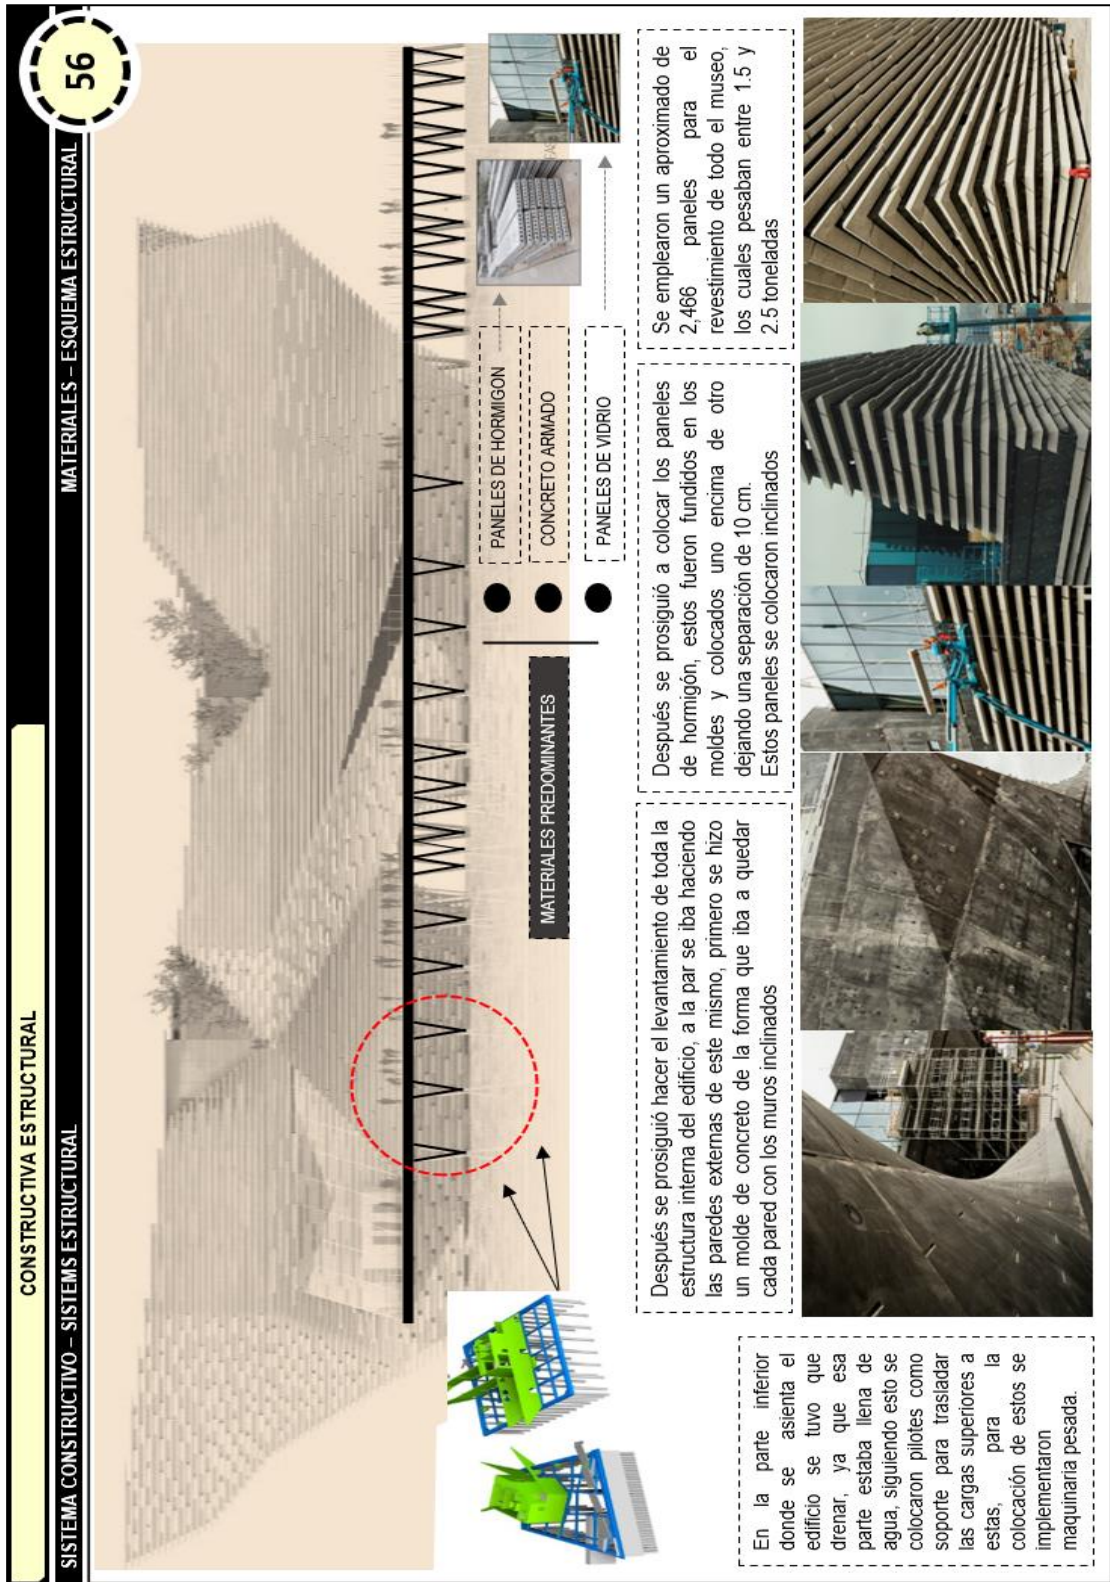 CONSTRUCTIVA ESTRUCTURAL
56
SISTEMA CONSTRUCTIVO – SISTEMS ESTRUCTURAL
MATERIALES – ESQUEMA ESTRUCTURAL
MATERIALES PREDOMINANTES
PANELES DE HORMIGON
CONCRETO ARMADO
PANELES DE VIDRIO
En la parte inferior
donde se asienta el
edificio se tuvo que
drenar, ya que esa
parte estaba llena de
agua, siguiendo esto se
colocaron pilotes como
soporte para trasladar
las cargas superiores a
estas, para la
colocación de estos se
implementaron
maquinaria pesada.
Después se prosiguió hacer el levantamiento de toda la
estructura interna del edificio, a la par se iba haciendo
las paredes externas de este mismo, primero se hizo
un molde de concreto de la forma que iba a quedar
cada pared con los muros inclinados
Después se prosiguió a colocar los paneles
de hormigón, estos fueron fundidos en los
moldes y colocados uno encima de otro
dejando una separación de 10 cm.
Estos paneles se colocaron inclinados
Se emplearon un aproximado de
2,466 paneles para el
revestimiento de todo el museo,
los cuales pesaban entre 1.5 y
2.5 toneladas